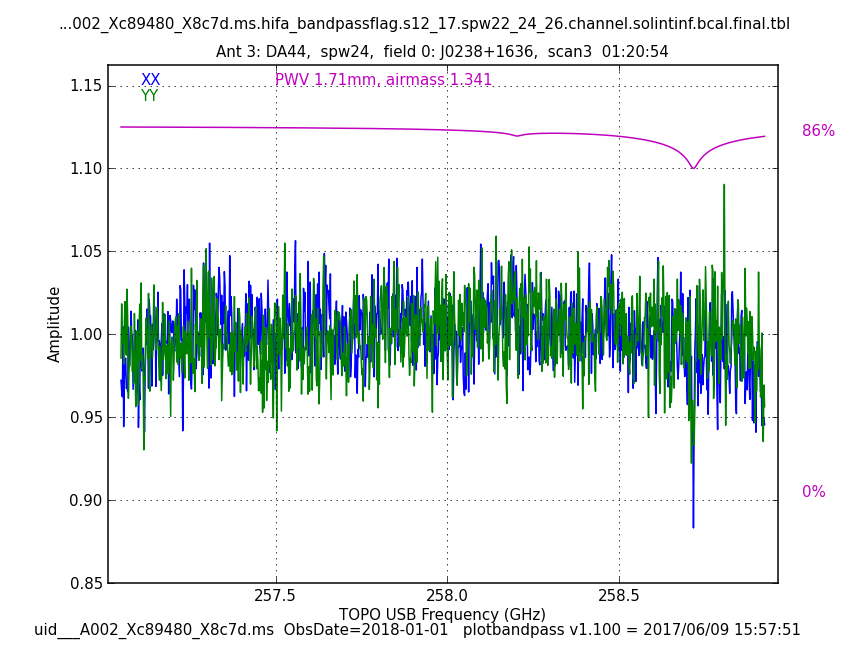 ...002_Xc89480_X8c7d.ms.hifa_bandpassflag.s12_17.spw22_24_26.channel.solintinf.bcal.final.tbl
Ant 3: DA44,  spw24,  field 0: J0238+1636,  scan3  01:20:54
XX
PWV 1.71mm, airmass 1.341
YY
1.15
1.10
1.05
1.00
0.95
0.90
0.85
Amplitude
86%
0%
257.5
258.0
258.5
TOPO USB Frequency (GHz)
uid___A002_Xc89480_X8c7d.ms  ObsDate=2018-01-01   plotbandpass v1.100 = 2017/06/09 15:57:51